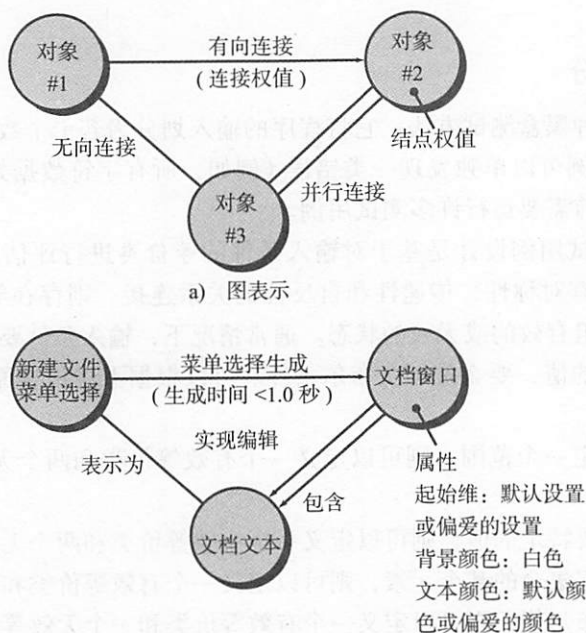 对象
#1
有向连接
(连接权值)
对象
#2
结点权值
无向连接
并行连接
对象
#3
a) 图表示
新建文件
菜单选择
菜单选择生成
(生成时间 <1.0 秒)
文档窗口
实现编辑
表示为
包含
文档文本
属性
起始维：默认设置
或偏爱的设置
背景颜色：白色
文本颜色：默认颜
色或偏爱的颜色